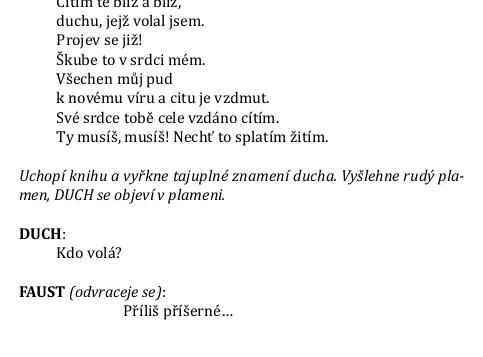 Cítím tě blíž a blíž,
duchu, jejž volal jsem.
Projev se již!
Škube to v srdci mém.
Všechen můj pud
k novému víru a citu je vzdmut.
Své srdce tobě cele vzdáno cítím.
Ty musíš, musíš! Nechť to splatím žitím.
Uchopí knihu a vyřkne tajuplné znamení ducha. Vyšlehne rudý pla-
men, DUCH se objeví v plameni.
DUCH:
Kdo volá?
FAUST (odvraceje se):
Příliš příšerné…